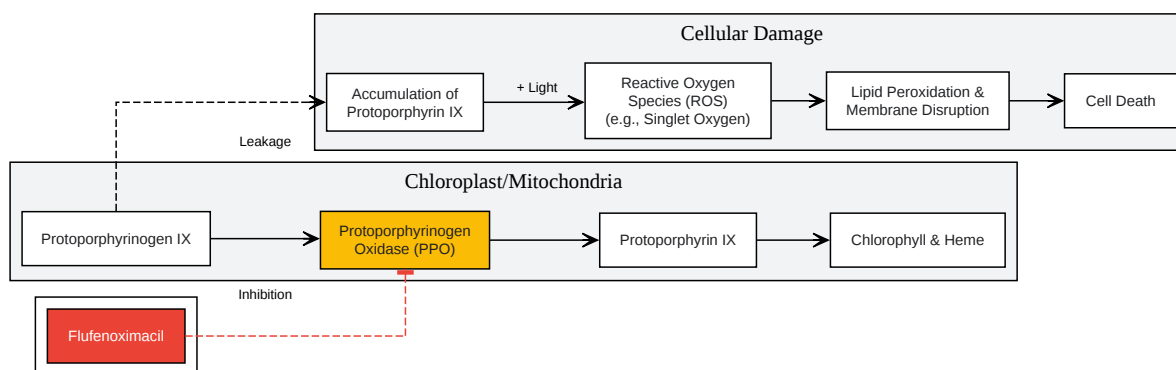 Cellular Damage
Accumulation of
Protoporphyrin IX
+ Light
Reactive Oxygen
Species (ROS)
(e.g., Singlet Oxygen)
Lipid Peroxidation &
Membrane Disruption
Cell Death
Leakage
Chloroplast/Mitochondria
Protoporphyrinogen IX
Protoporphyrinogen
Oxidase (PPO)
Protoporphyrin IX
Chlorophyll & Heme
Inhibition
Flufenoximacil